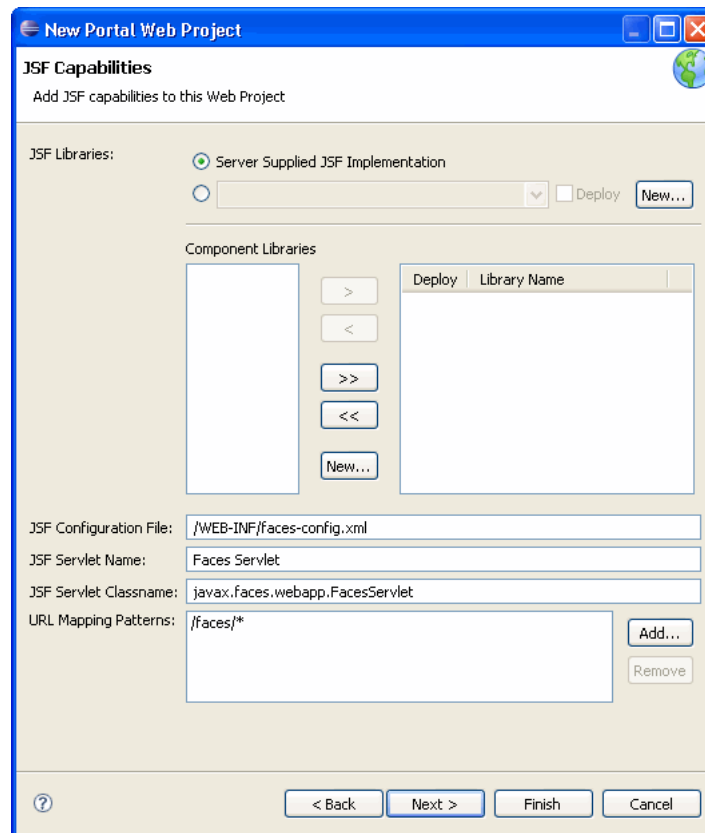 New Portal Web Project
JSF Capabilities
Add JSF capabilities to this Web Project
JSF Libraries:
Server Supplied JSF Implementation
Deploy New...
Component Libraries
Deploy Library Name
>
<
>>
<<
New...
JSF Configuration File: /WEB-INF/faces-config.xml
JSF Servlet Name: Faces Servlet
JSF Servlet Classname: javax.faces.webapp.FacesServlet
URL Mapping Patterns: /faces/*
Add...
Remove
? < Back Next > Finish Cancel